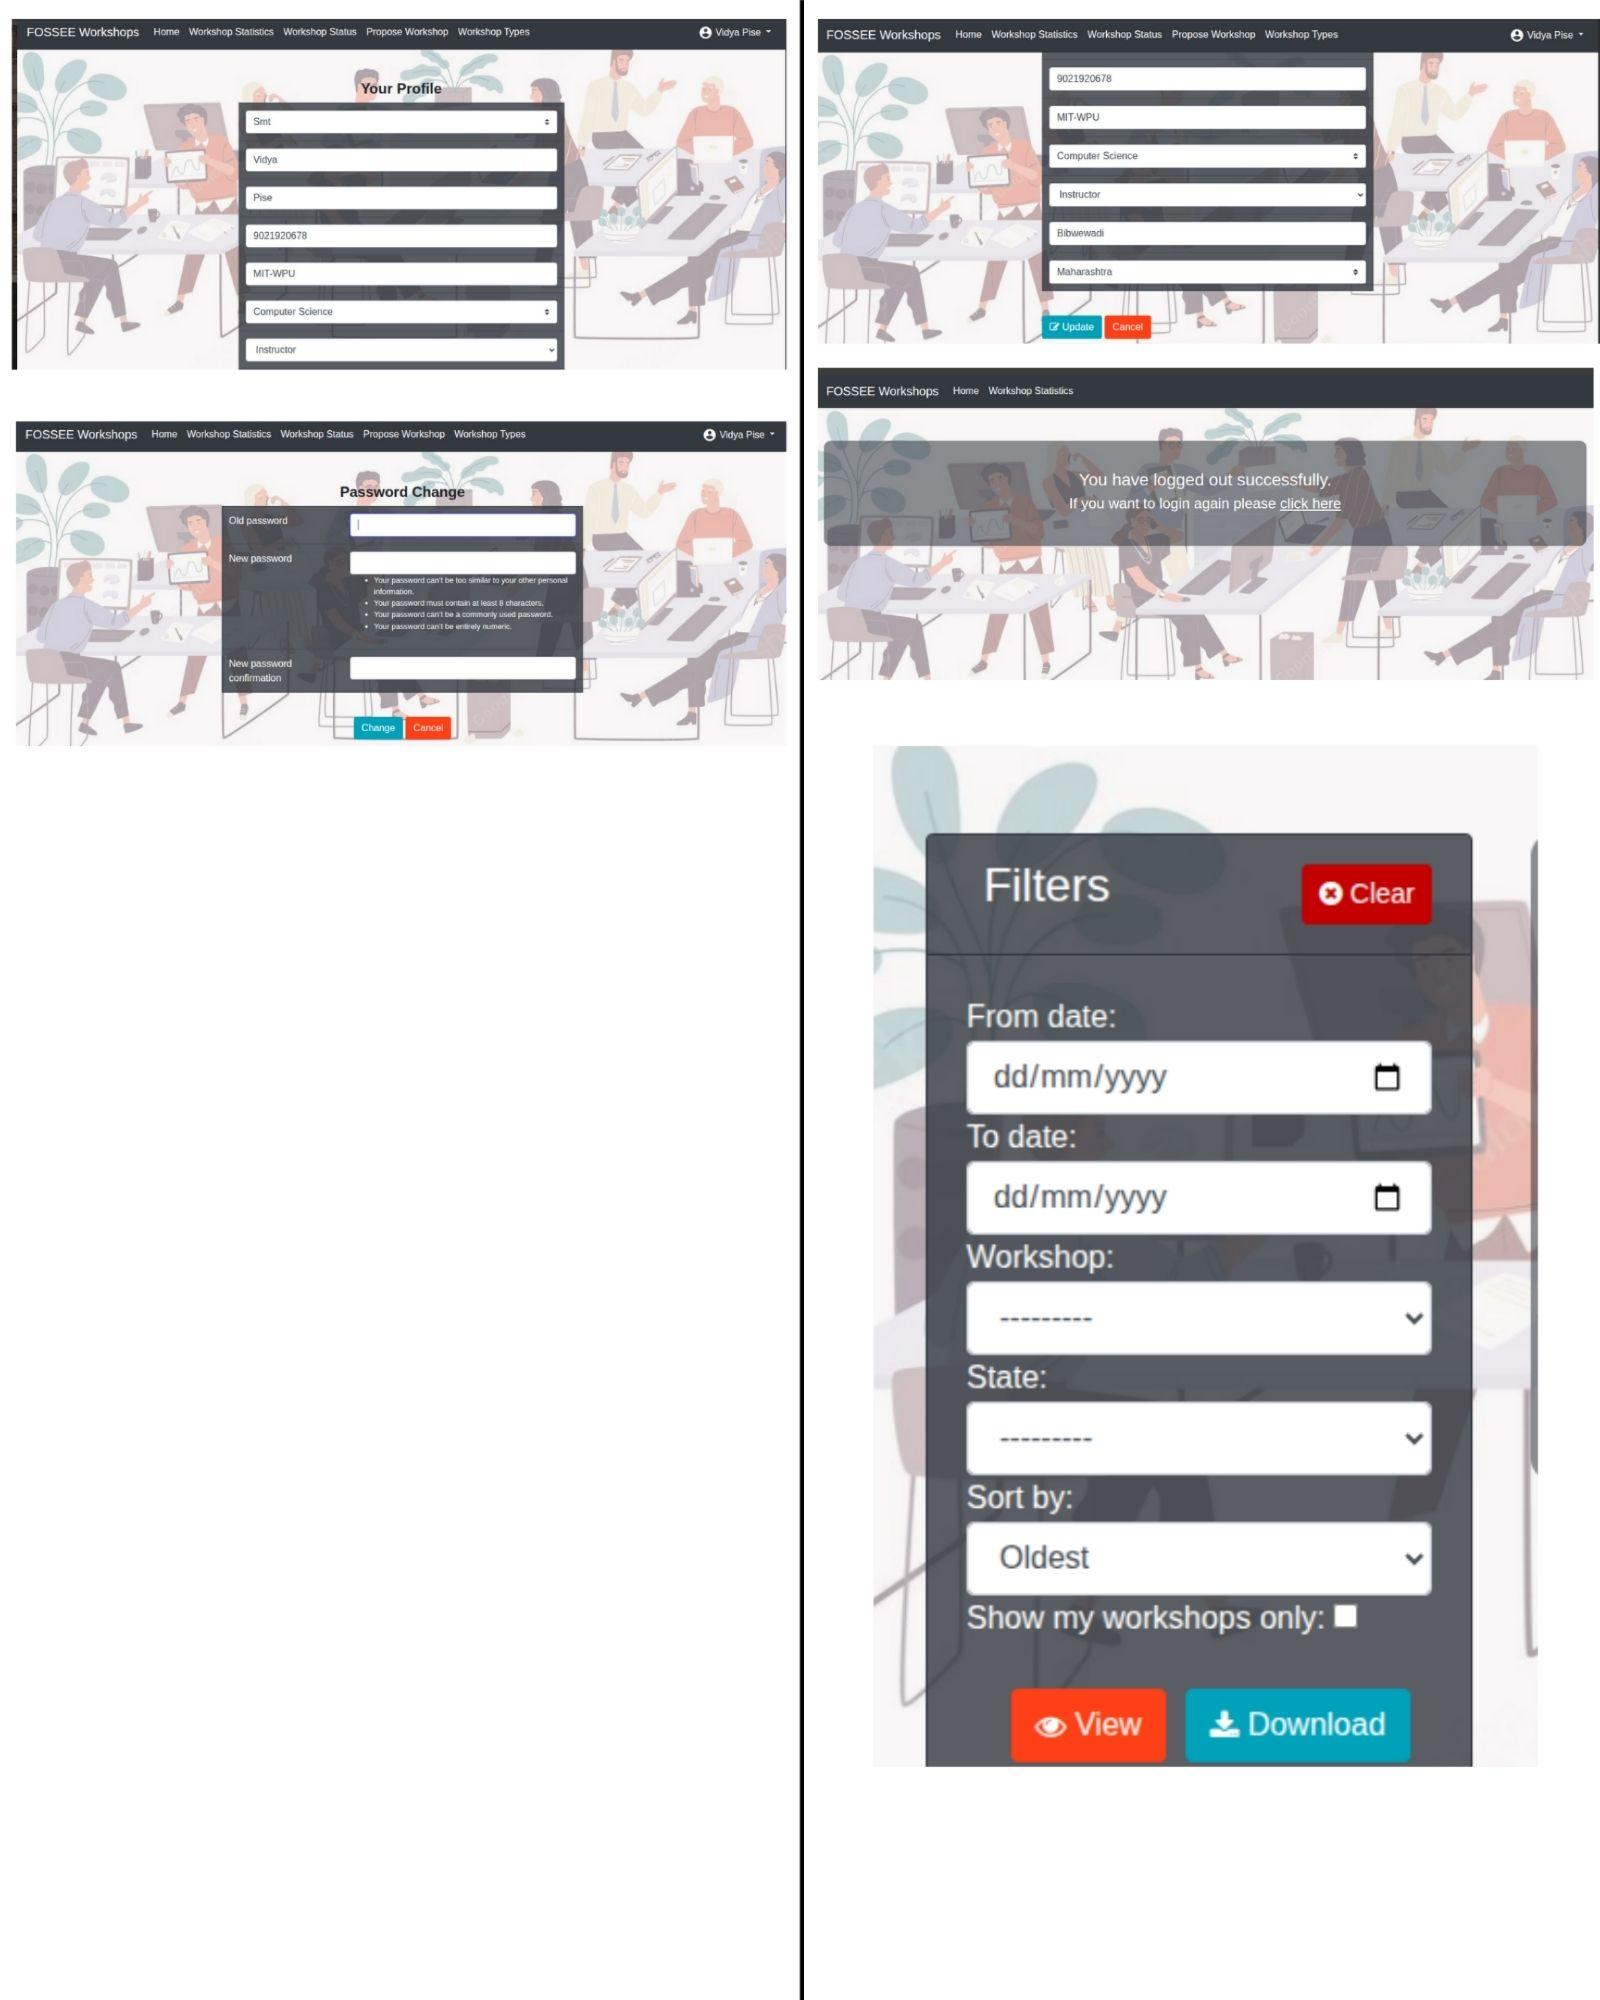 FOSSEE Workshops Home Workshop Statistics Workshop Status Propose Workshop Workshop Types Vidya Pise
Your Profile
Smt
Vidya
Pise
9021920678
MIT-WPU
Computer Science
Instructor
FOSSEE Workshops Home Workshop Statistics Workshop Status Propose Workshop Workshop Types Vidya Pise
Password Change
Old password
New password
Your password can't be too similar to your other personal
information.
Your password must contain at least 8 characters.
Your password can't be a commonly used password.
Your password can't be entirely numeric.
New password
confirmation
Change Cancel
FOSSEE Workshops Home Workshop Statistics Workshop Status Propose Workshop Workshop Types Vidya Pise
9021920678
MIT-WPU
Computer Science
Instructor
Bibwewadi
Maharashtra
Update Cancel
FOSSEE Workshops Home Workshop Statistics
You have logged out successfully.
If you want to login again please click here
Filters Clear
From date:
dd/mm/yyyy
To date:
dd/mm/yyyy
Workshop:
---------
State:
---------
Sort by:
Oldest
Show my workshops only:
View Download